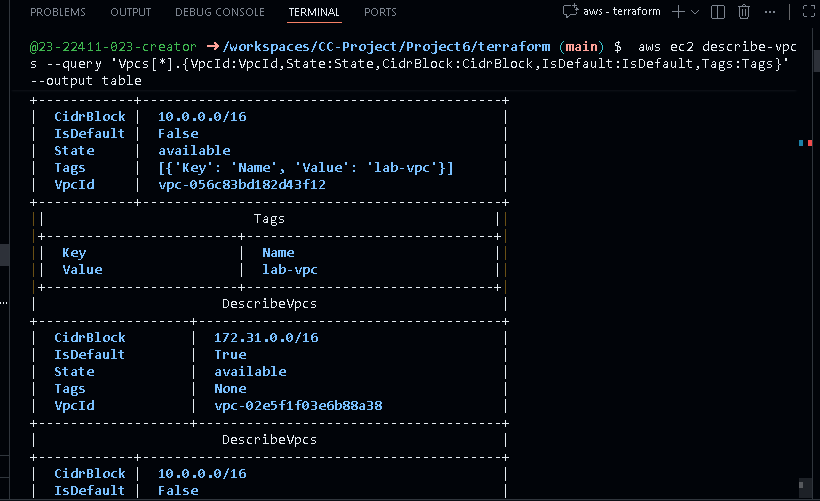 PROBLEMS OUTPUT DEBUG CONSOLE TERMINAL PORTS aws - terraform
@23-22411-023-creator ➜/workspaces/CC-Project/Project6/terraform (main) $ aws ec2 describe-vpc
s --query 'Vpcs[*].{VpcId:VpcId,State:State,CidrBlock:CidrBlock,IsDefault:IsDefault,Tags:Tags}'
--output table
CidrBlock | 10.0.0.0/16
IsDefault | False
State | available
Tags | [{'Key': 'Name', 'Value': 'lab-vpc'}]
VpcId | vpc-056c83bd182d43f12
Tags
Key | Name
Value | lab-vpc
DescribeVpcs
CidrBlock | 172.31.0.0/16
IsDefault | True
State | available
Tags | None
VpcId | vpc-02e5f1f03e6b88a38
DescribeVpcs
CidrBlock | 10.0.0.0/16
IsDefault | False